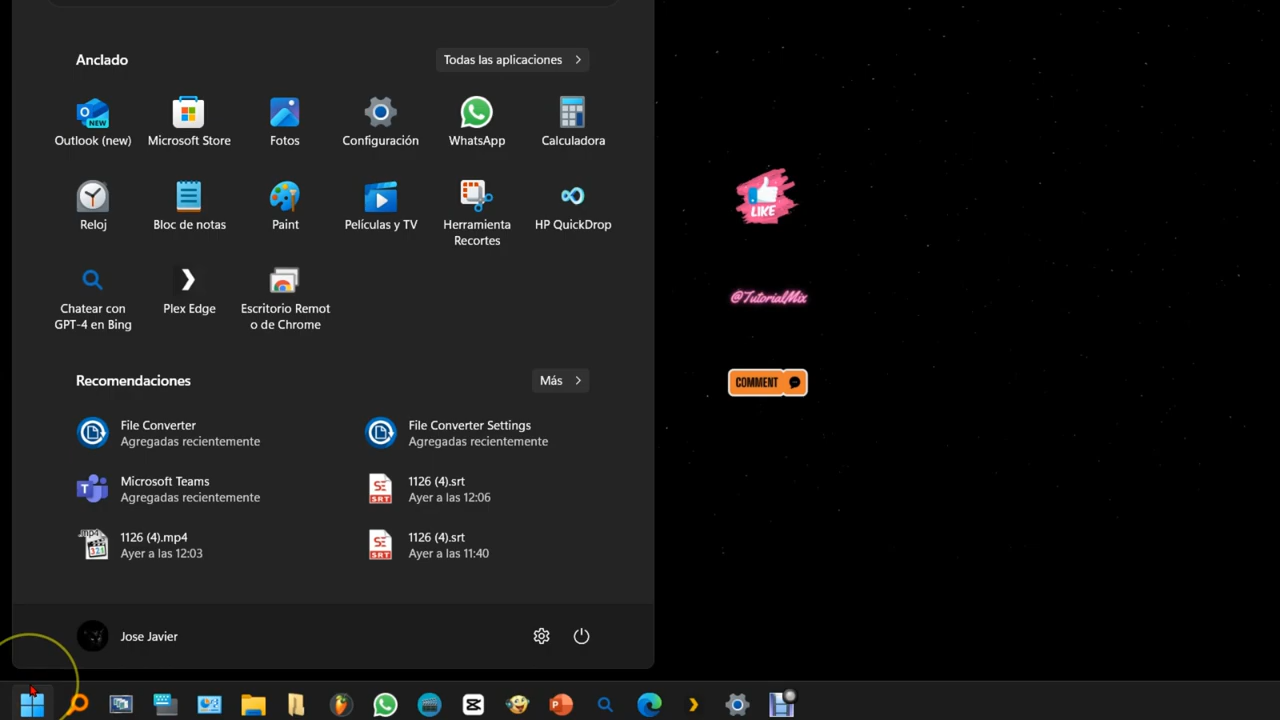 Anclado
Todas las aplicaciones
Outlook (new)
Microsoft Store
Fotos
Configuración
WhatsApp
Calculadora
Reloj
Bloc de notas
Paint
Películas y TV
Herramienta
Recortes
HP QuickDrop
Chatear con
GPT-4 en Bing
Plex Edge
Escritorio Remot
o de Chrome
LIKE
@TutorialMix
COMMENT
Recomendaciones
Más
File Converter
Agregadas recientemente
File Converter Settings
Agregadas recientemente
Microsoft Teams
Agregadas recientemente
1126 (4).srt
Ayer a las 12:06
1126 (4).mp4
Ayer a las 12:03
1126 (4).srt
Ayer a las 11:40
Jose Javier